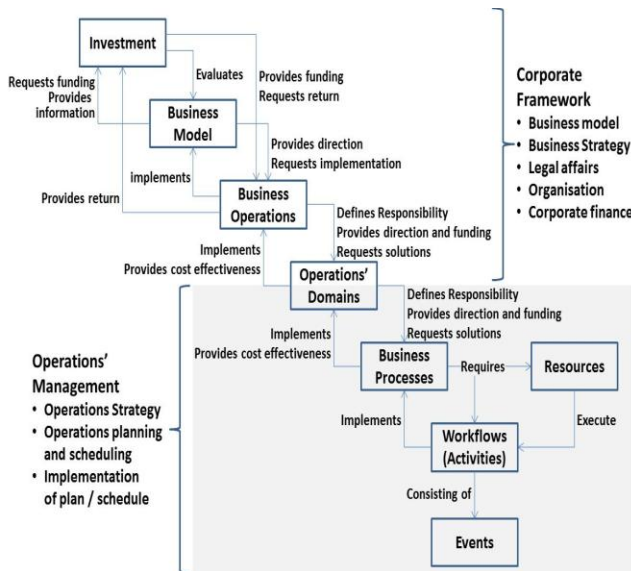 Investment
Requests funding
Provides
information
Evaluates
Provides funding
Requests return
Business
Model
Provides direction
Requests implementation
implements
Provides return
Business
Operations
Defines Responsibility
Provides direction and funding
Requests solutions
Implements
Provides cost effectiveness
Operations’
Domains
Defines Responsibility
Provides direction and funding
Requests solutions
Implements
Provides cost effectiveness
Business
Processes
Requires
Resources
Implements
Execute
Workflows
(Activities)
Consisting of
Events
Corporate
Framework
• Business model
• Business Strategy
• Legal affairs
• Organisation
• Corporate finance
Operations’
Management
• Operations Strategy
• Operations planning
and scheduling
• Implementation
of plan / schedule